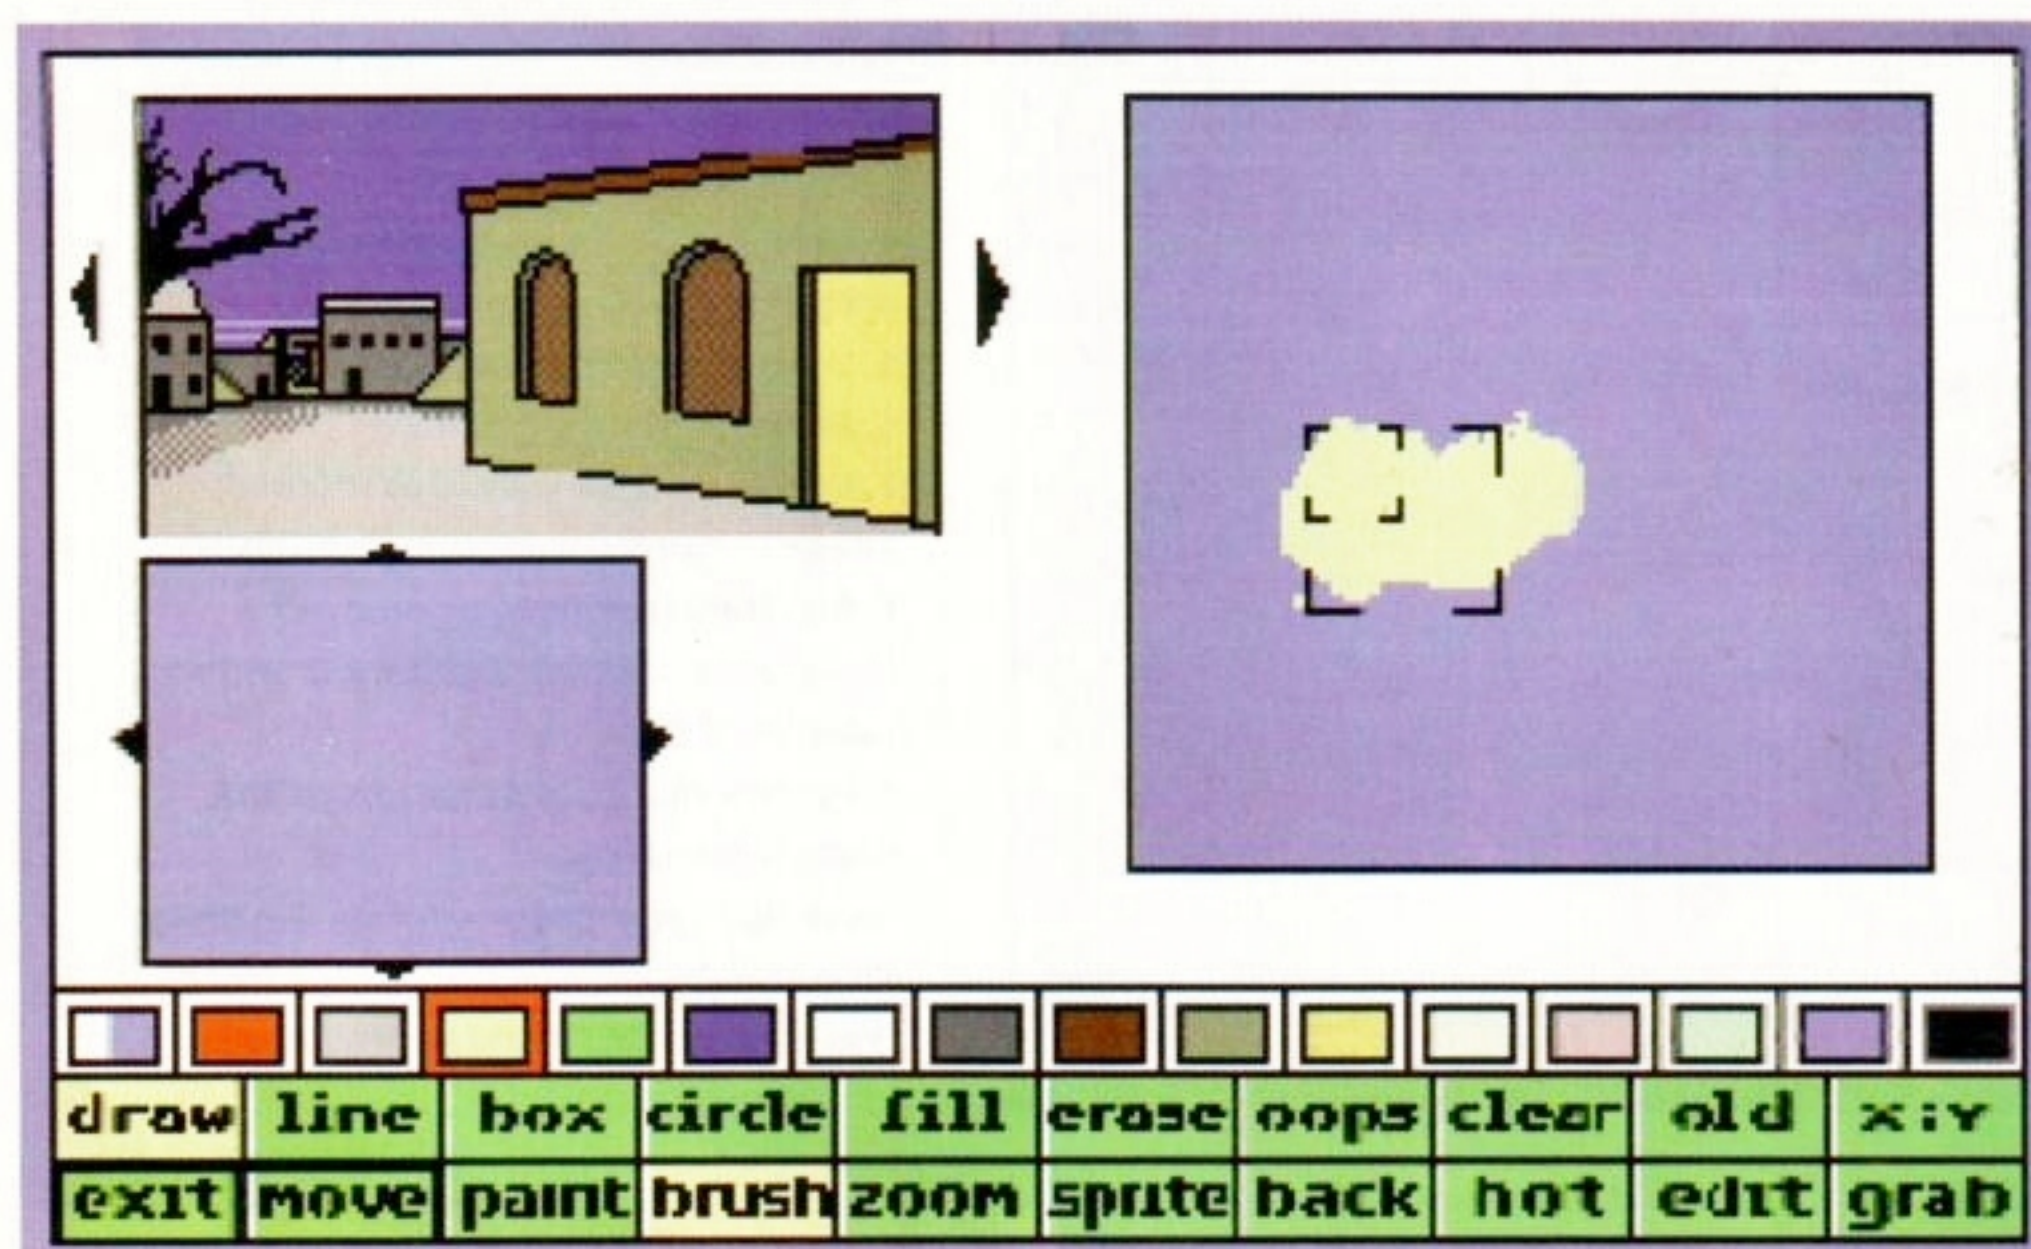 draw line box circle fill erase oops clear old x:y
exit move paint brush zoom sprite back hot edit grab